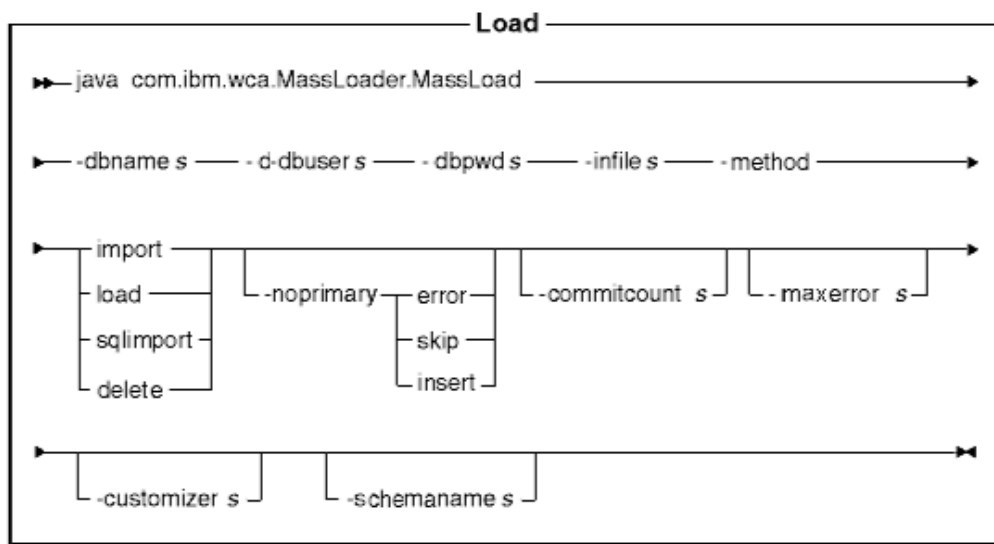 Load
java com.ibm.wca.MassLoader.MassLoad
-dbname s -d-dbuser s -dbpwd s -infile s -method
import
load
sqlimport
delete
-noprimary error
skip
insert
-commitcount s
-maxerror s
-customizer s -schemaname s